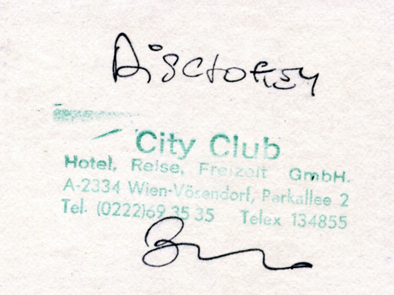 City Club
Hotel, Reise, Freizeit GmbH.
A-2334 Wien-Vösendorf, Parkallee 2
Tel. (0222)69 35 35 Telex 134855